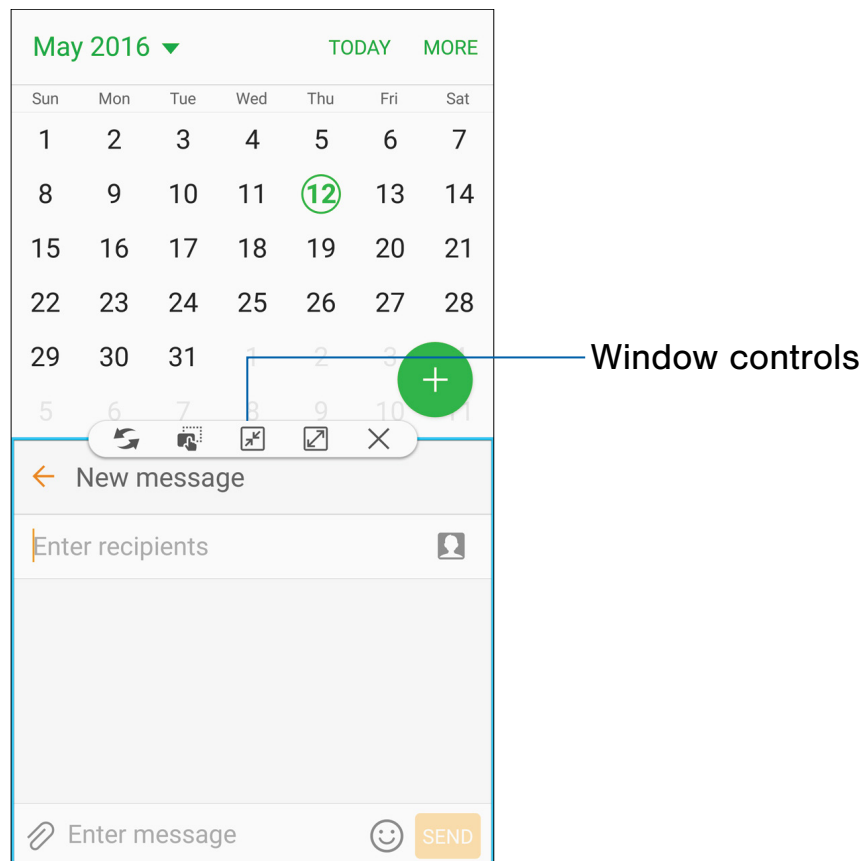 May 2016 TODAY MORE
Sun Mon Tue Wed Thu Fri Sat
1 2 3 4 5 6 7
8 9 10 11 12 13 14
15 16 17 18 19 20 21
22 23 24 25 26 27 28
29 30 31 1 2 3 4
Window controls
5 6 7 8 9 10 11
New message
Enter recipients
Enter message SEND